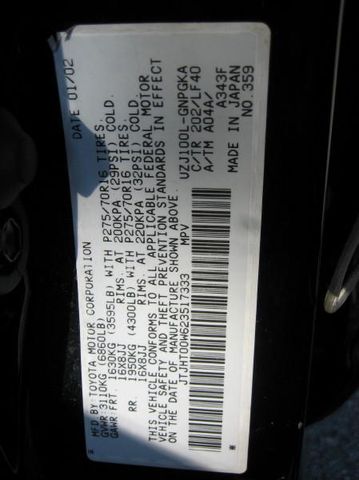 MFD BY: TOYOTA MOTOR CORPORATION DATE 01/02
GVWR: 3110KG (6860LB)
GAWR: FRT. 1630KG (3595LB) WITH P275/70R16 TIRES,
16X8JJ RIMS, AT 200KPA (29PSI) COLD.
RR. 1950KG (4300LB) WITH P275/70R16 TIRES,
16X8JJ RIMS, AT 220KPA (32PSI) COLD.
THIS VEHICLE CONFORMS TO ALL APPLICABLE FEDERAL MOTOR
VEHICLE SAFETY AND THEFT PREVENTION STANDARDS IN EFFECT
ON THE DATE OF MANUFACTURE SHOWN ABOVE.
JTJHT00W623517333 MPV
UZJ100L-GNPGKA
C/TR 202/LF40
A/TM A04A/ A343F
MADE IN JAPAN
NO.359